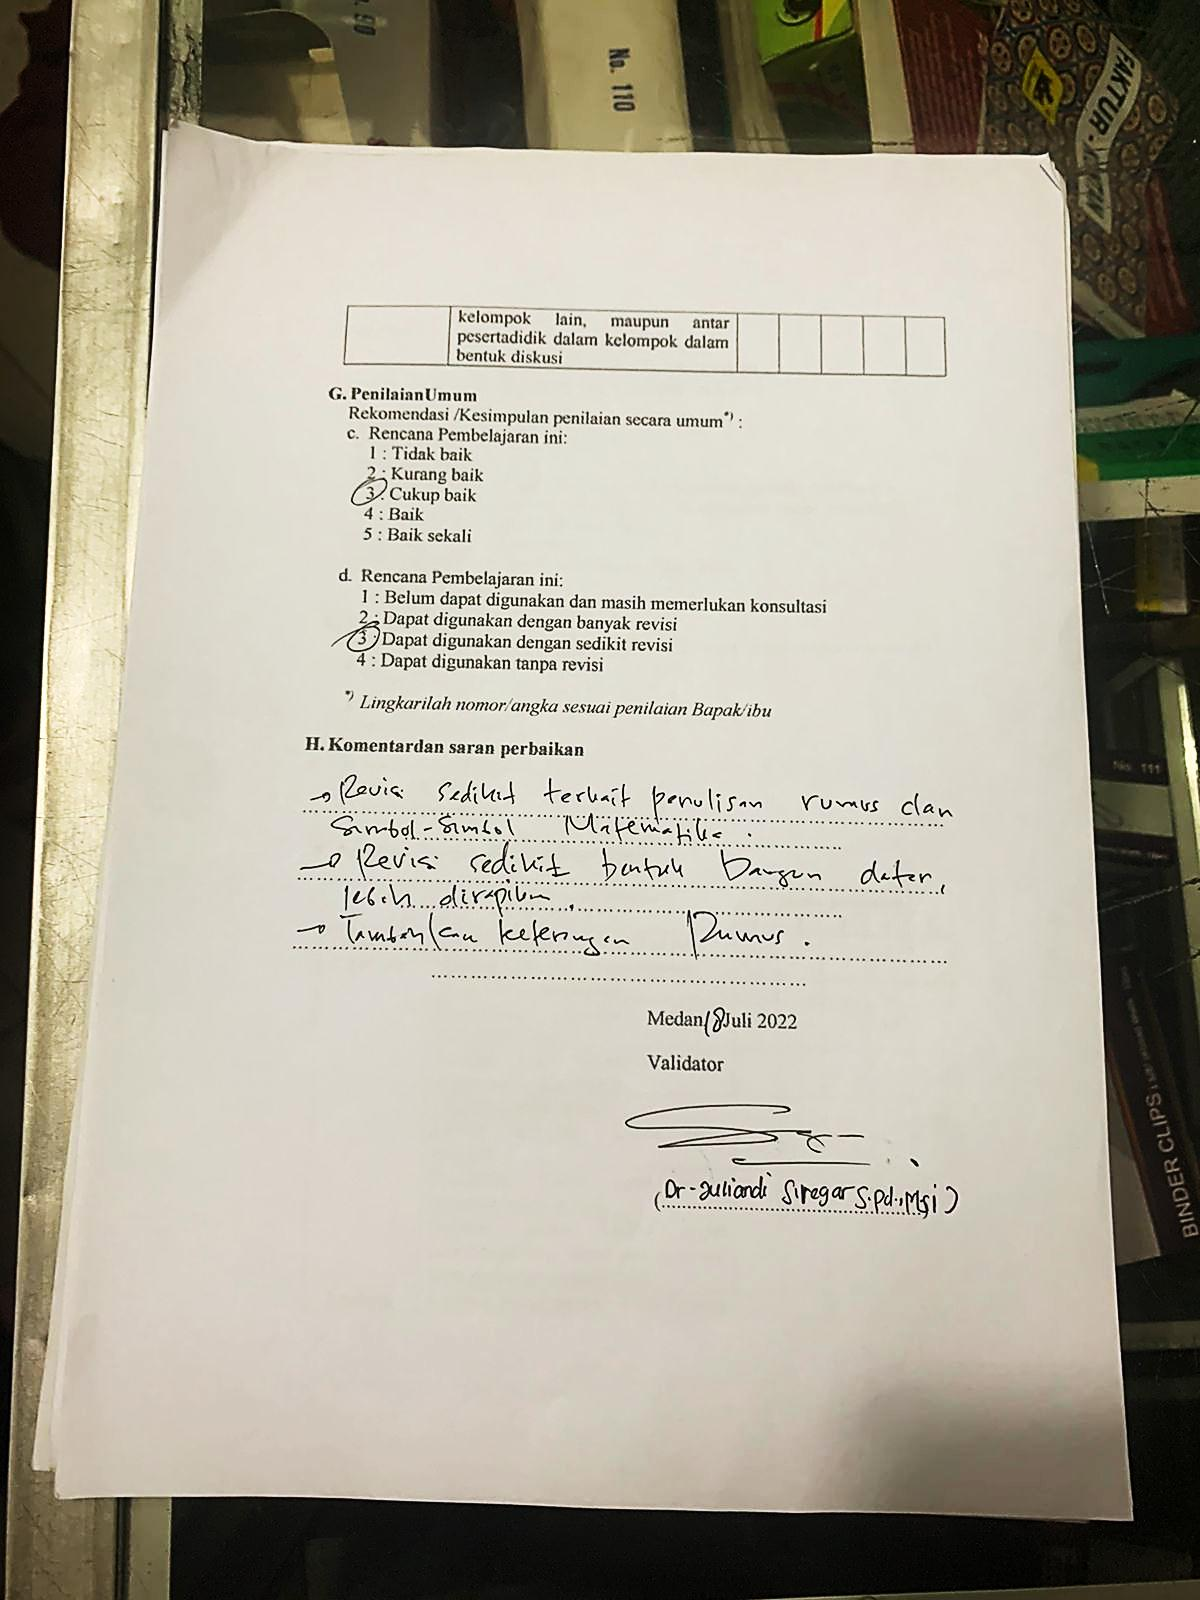 No. 110
FAKTUR
kelompok lain, maupun antar
pesertadidik dalam kelompok dalam
bentuk diskusi
G. PenilaianUmum
Rekomendasi /Kesimpulan penilaian secara umum*) :
c. Rencana Pembelajaran ini:
1 : Tidak baik
2 : Kurang baik
3 : Cukup baik
4 : Baik
5 : Baik sekali
d. Rencana Pembelajaran ini:
1 : Belum dapat digunakan dan masih memerlukan konsultasi
2 : Dapat digunakan dengan banyak revisi
3 : Dapat digunakan dengan sedikit revisi
4 : Dapat digunakan tanpa revisi
*) Lingkarilah nomor/angka sesuai penilaian Bapak/ibu
H. Komentardan saran perbaikan
→ Revisi sedikit terkait penulisan rumus dan
Simbol-Simbol Matematika.
→ Revisi sedikit bentuk bangun datar,
lebih dirapikan.
→ Tambahkan keterangan Rumus.
Medan, 18 Juli 2022
Validator
(Dr. Juliandi Siregar S.Pd., M.Si)
No. 111
BINDER CLIPS